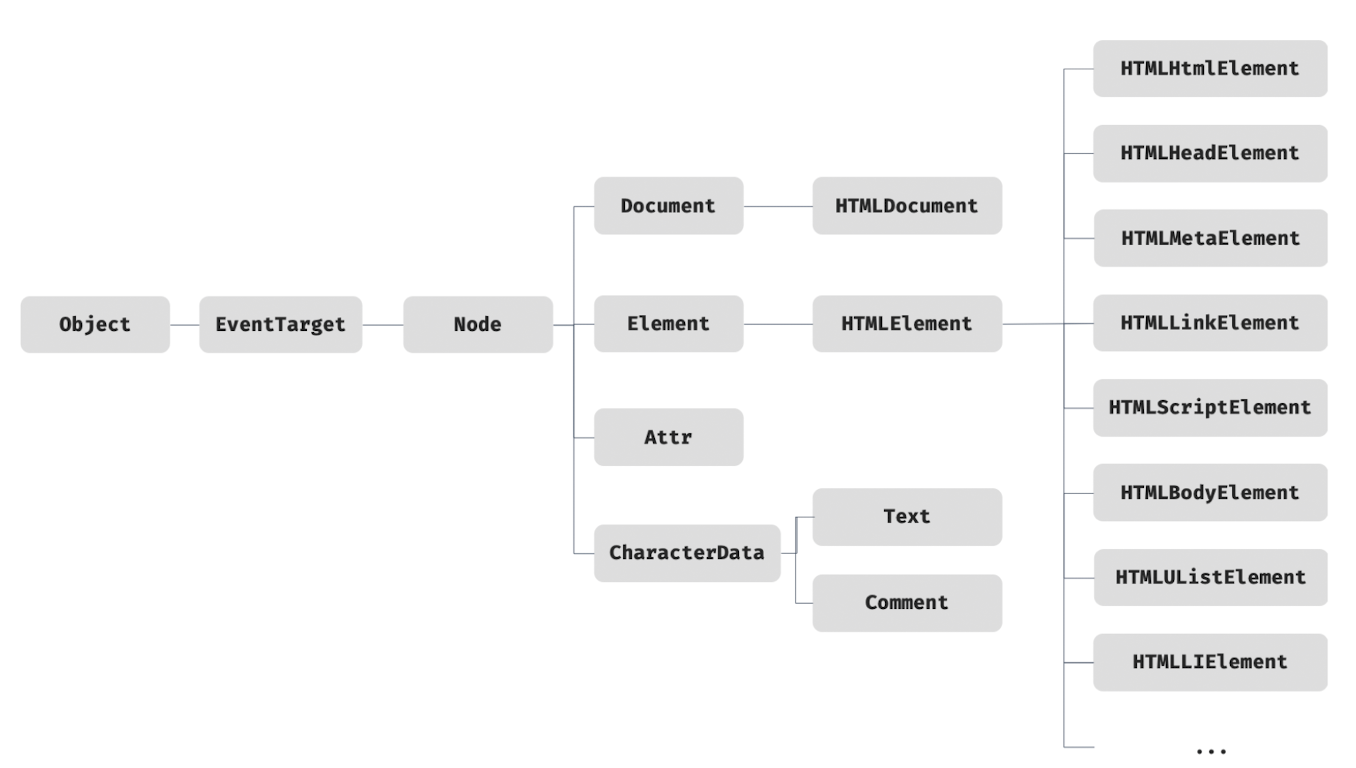 Object
EventTarget
Node
Document
Element
Attr
CharacterData
HTMLDocument
HTMLElement
Text
Comment
HTMLHtmlElement
HTMLHeadElement
HTMLMetaElement
HTMLLinkElement
HTMLScriptElement
HTMLBodyElement
HTMLUListElement
HTMLLIElement
...